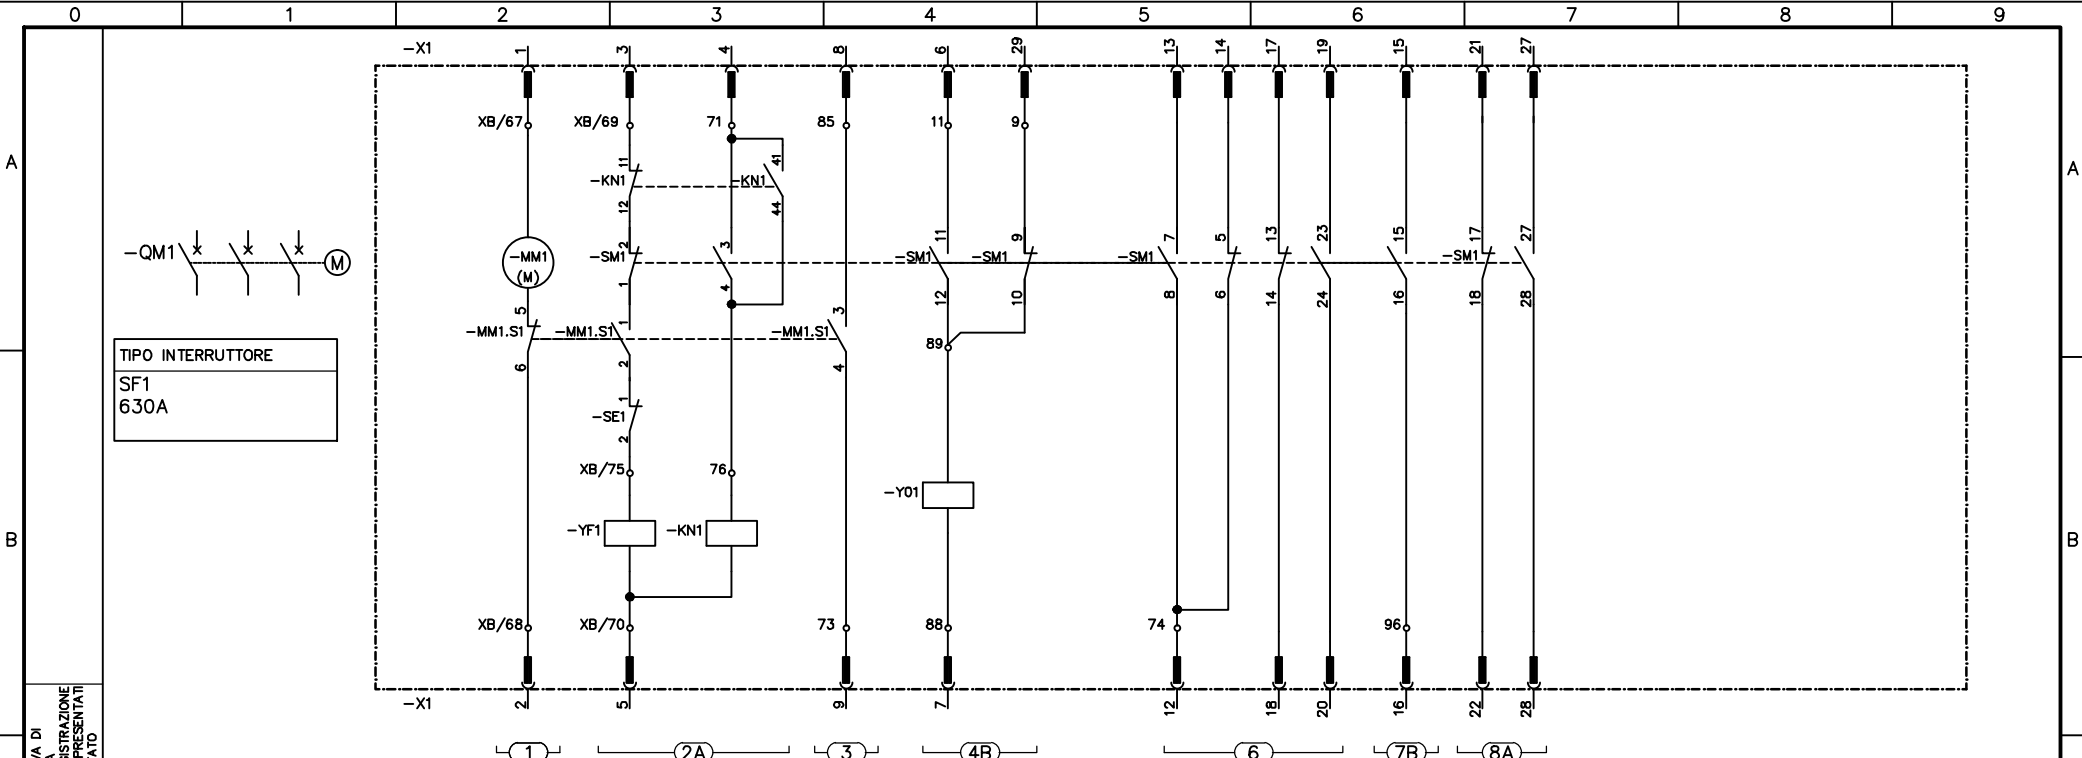 0 1 2 3 4 5 6 7 8 9
-X1 1 3 4 8 6 29 13 14 17 19 15 21 27
XB/67 XB/69 71 85 11 9
A A
11 41
-KN1 -KN1
12 44
2 3 11 9 7 5 13 23 15 17 27
-QM1 M -MM1 (M) -SM1 -SM1 -SM1 -SM1 -SM1
1 4 12 10 8 6 14 24 16 18 28
5 1 3
-MM1.S1 -MM1.S1 -MM1.S1
6 2 4
89
TIPO INTERRUTTORE
SF1
630A
1
-SE1
2
XB/75 76
-Y01
-YF1 -KN1
B B
XB/68 XB/70 73 88 74 96
-X1 2 5 9 7 12 18 20 16 22 28
1 2A 3 4B 6 7B 8A
VA DI
A
ISTRAZIONE
PRESENTATI